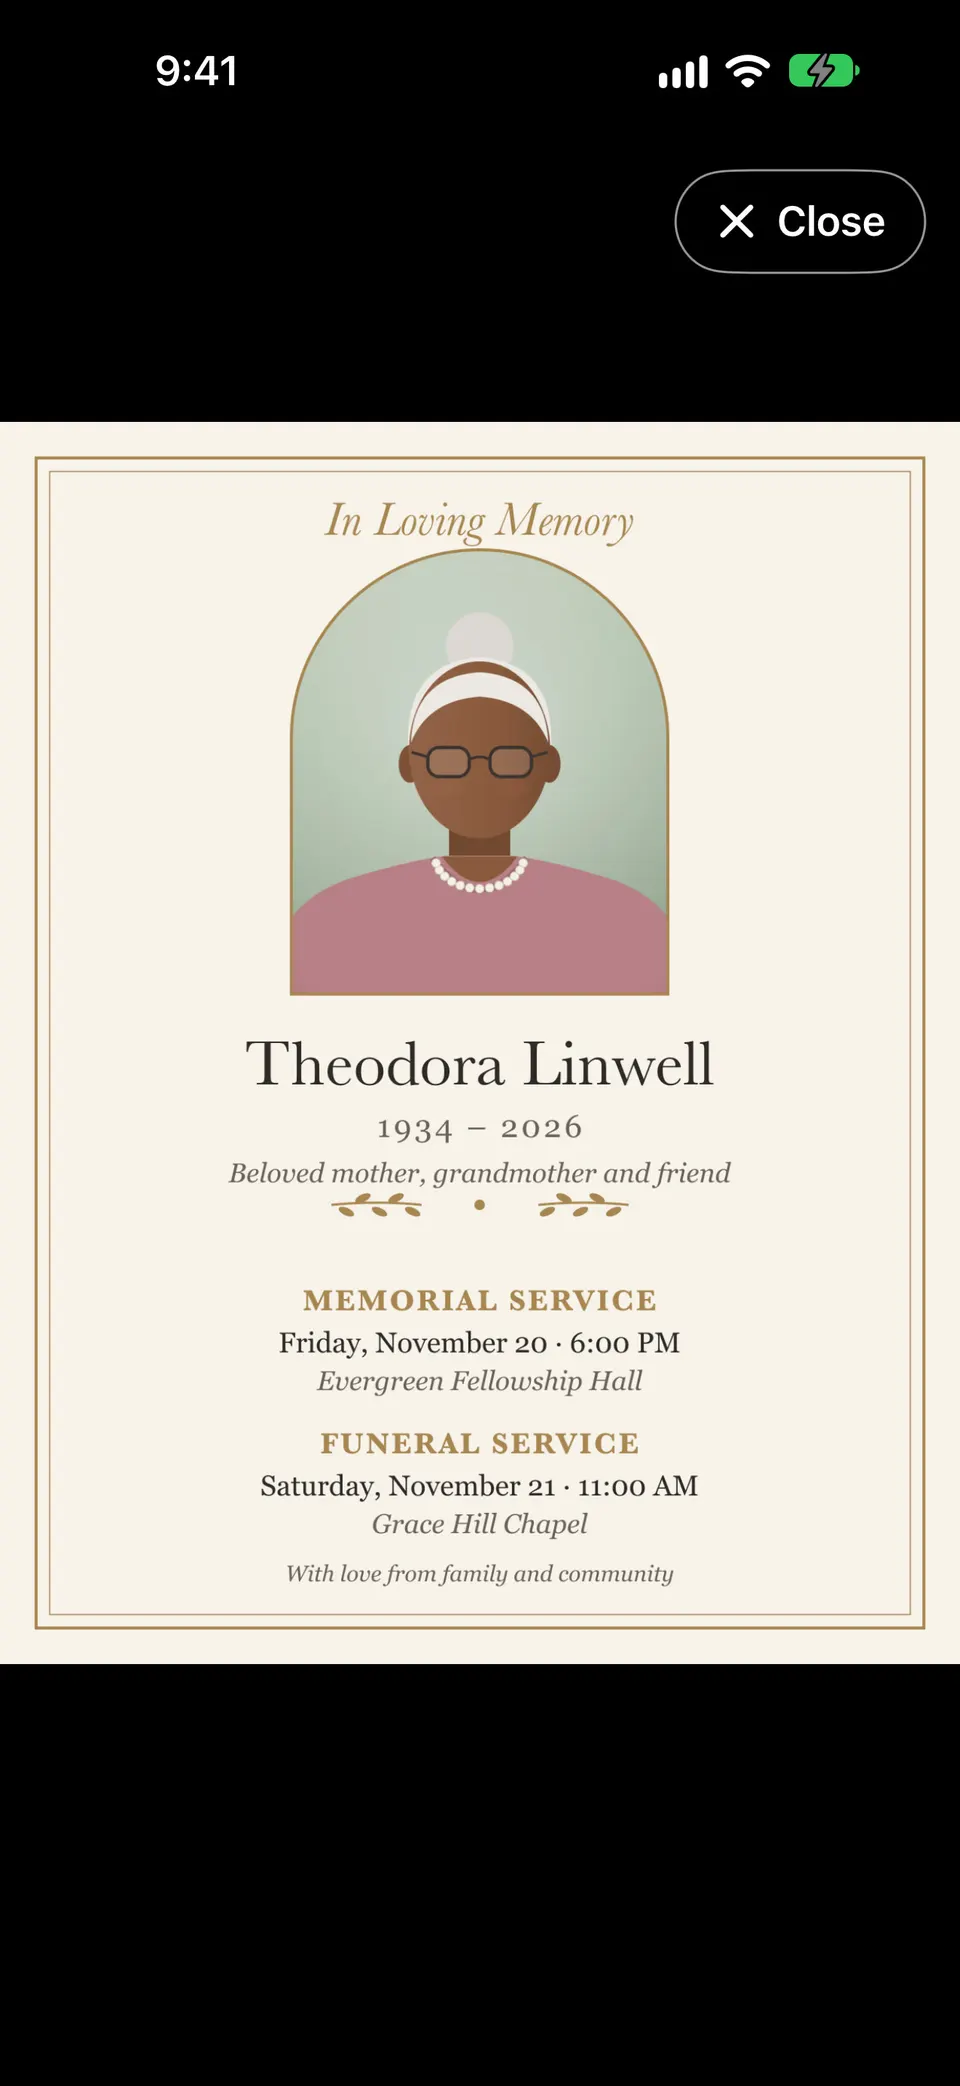 9:41
Close
In Loving Memory
Theodora Linwell
1934 – 2026
Beloved mother, grandmother and friend
MEMORIAL SERVICE
Friday, November 20 · 6:00 PM
Evergreen Fellowship Hall
FUNERAL SERVICE
Saturday, November 21 · 11:00 AM
Grace Hill Chapel
With love from family and community